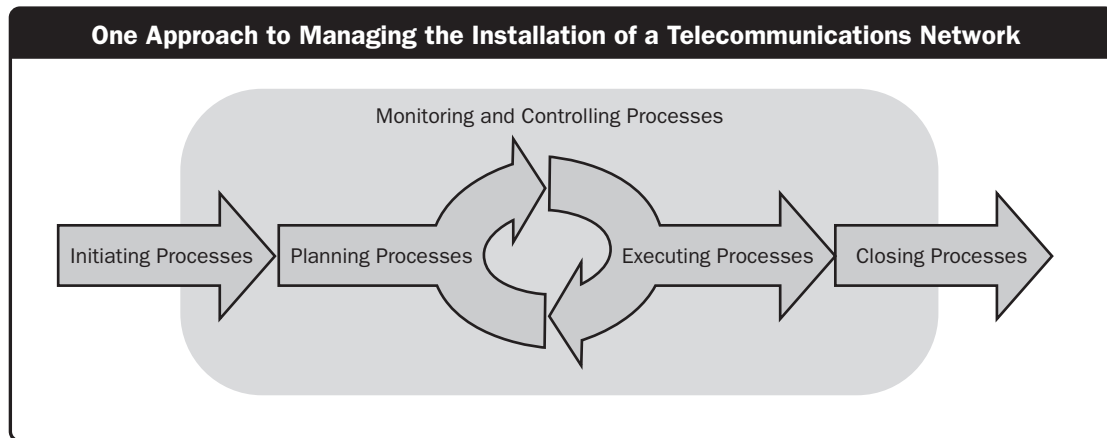 One Approach to Managing the Installation of a Telecommunications Network
Monitoring and Controlling Processes
Initiating Processes
Planning Processes
Executing Processes
Closing Processes